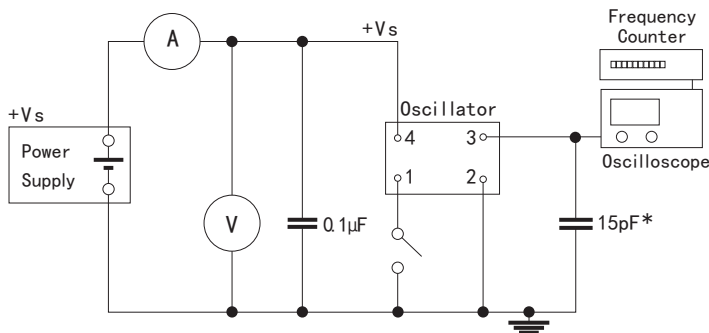 Frequency
Counter
A
+Vs
Oscillator
+Vs
4
3
Power
Supply
1
2
Oscilloscope
V
0.1μF
15pF*